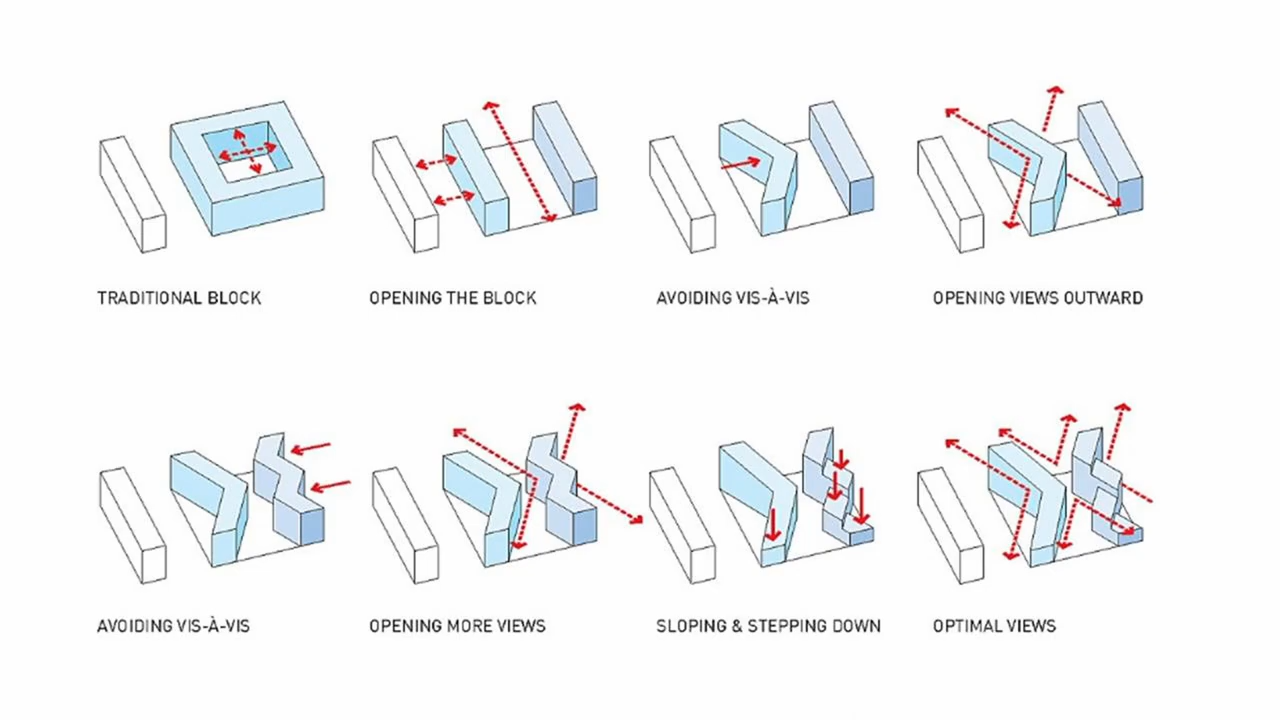 TRADITIONAL BLOCK
OPENING THE BLOCK
AVOIDING VIS-À-VIS
OPENING VIEWS OUTWARD
AVOIDING VIS-À-VIS
OPENING MORE VIEWS
SLOPING & STEPPING DOWN
OPTIMAL VIEWS